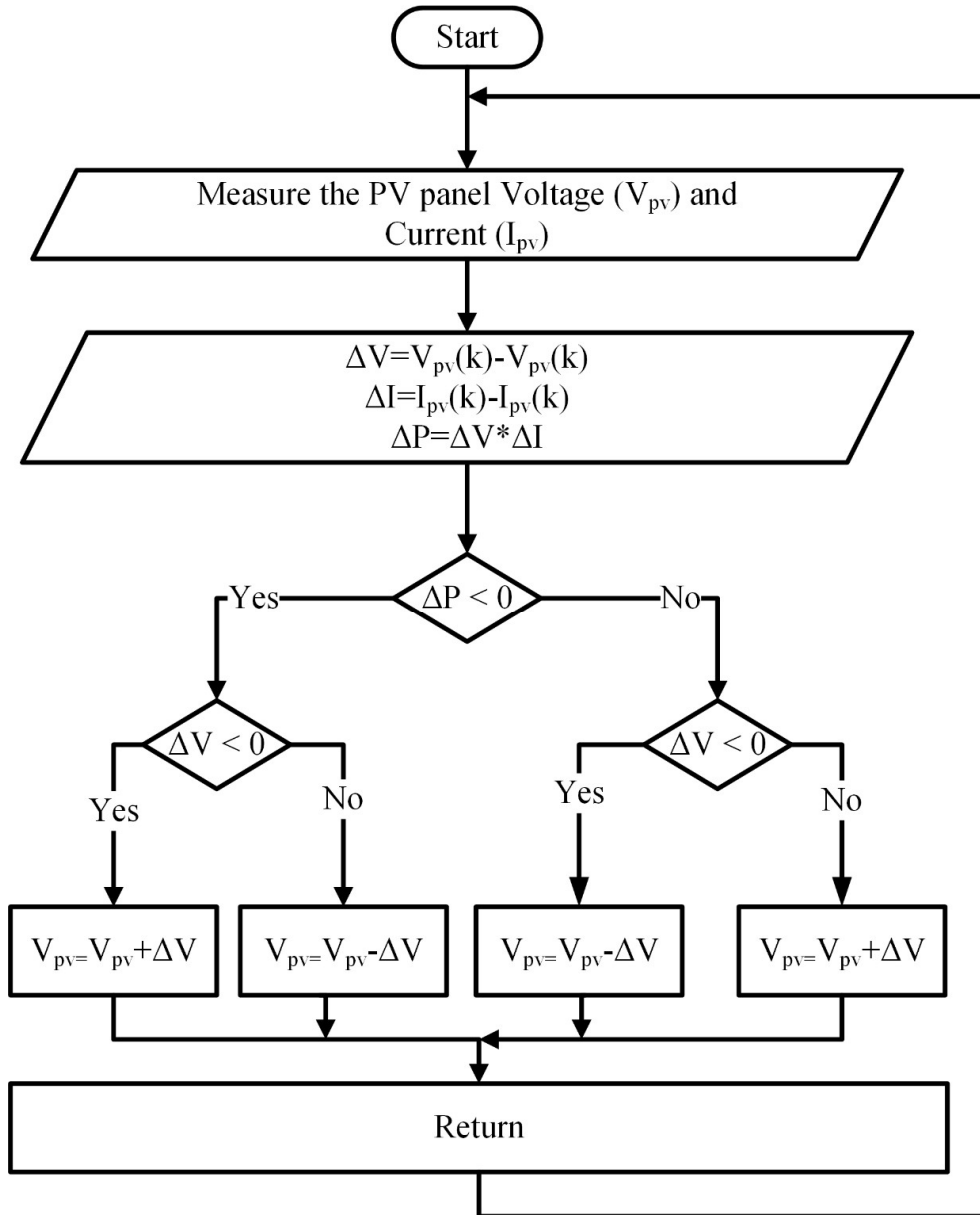 Start
Measure the PV panel Voltage (Vpv) and
Current (Ipv)
ΔV=Vpv(k)-Vpv(k)
ΔI=Ipv(k)-Ipv(k)
ΔP=ΔV*ΔI
Yes
ΔP < 0
No
ΔV < 0
ΔV < 0
Yes
No
Yes
No
Vpv=Vpv+ΔV
Vpv=Vpv-ΔV
Vpv=Vpv-ΔV
Vpv=Vpv+ΔV
Return